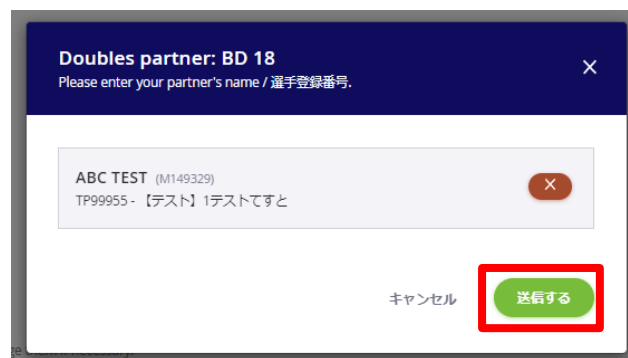 Doubles partner: BD 18
Please enter your partner's name / 選手登録番号.
ABC TEST (M149329)
TP99955 - 【テスト】1テストてすと
キャンセル 送信する